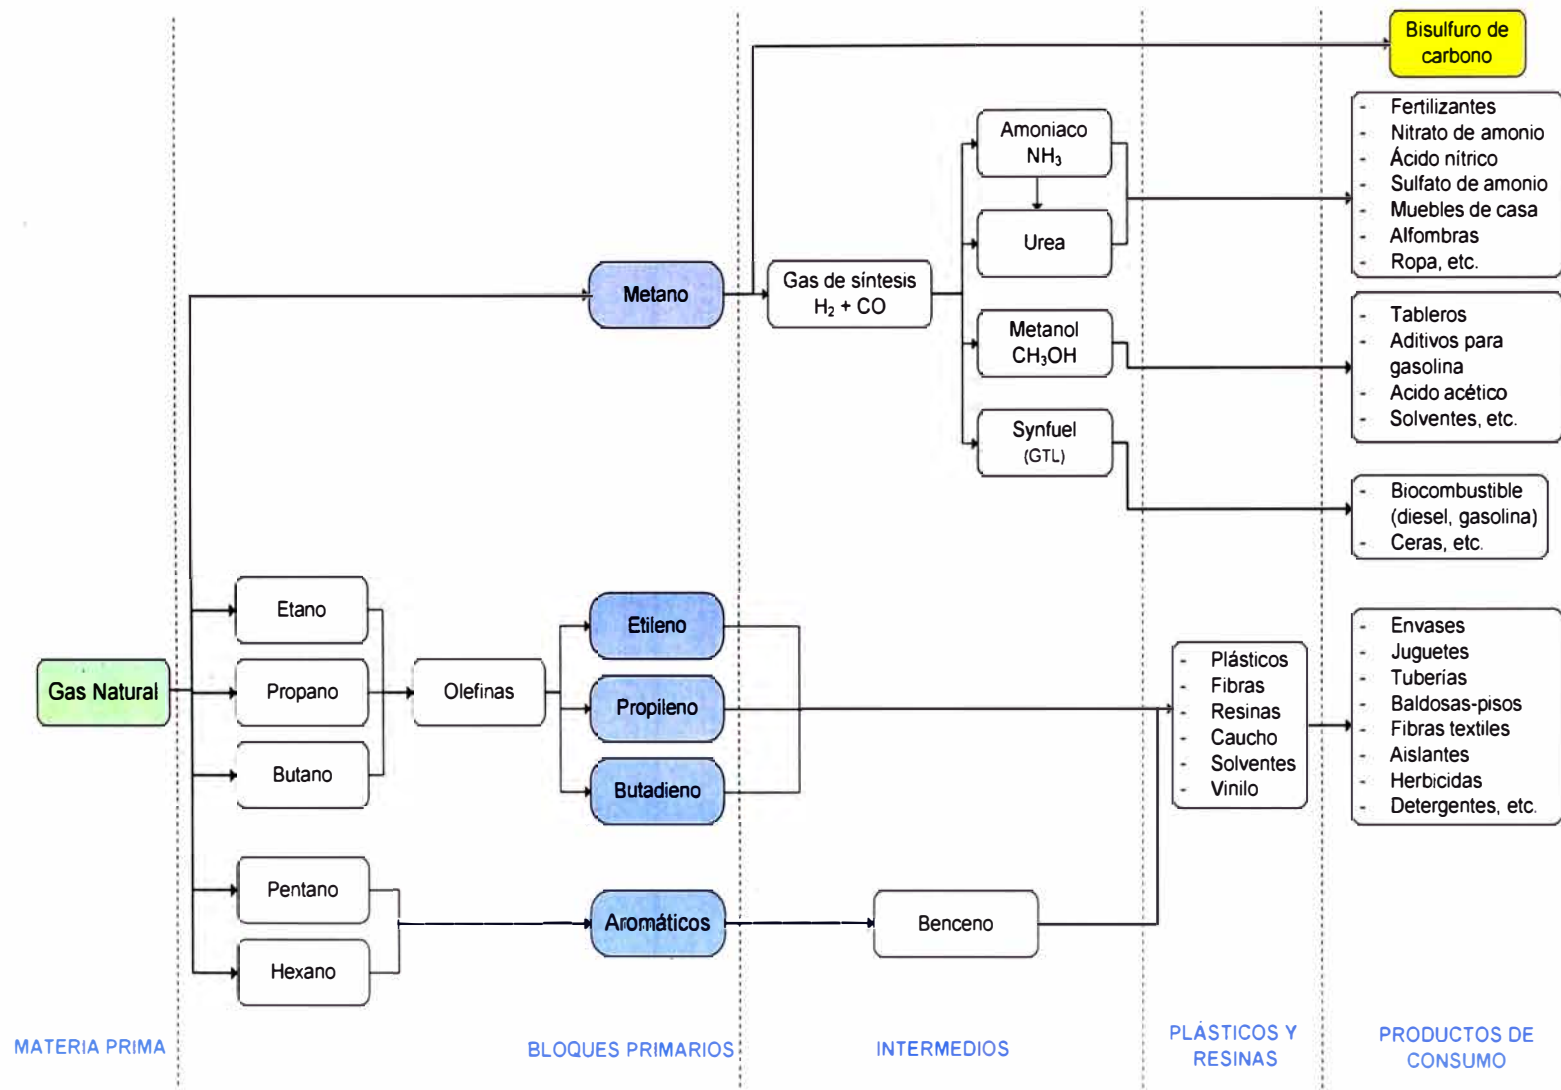 Bisulfuro de
carbono
Amoniaco
NH₃
- Fertilizantes
- Nitrato de amonio
- Ácido nítrico
- Sulfato de amonio
- Muebles de casa
- Alfombras
- Ropa, etc.
Urea
Metano
Gas de síntesis
H₂ + CO
Metanol
CH₃OH
- Tableros
- Aditivos para
gasolina
- Acido acético
- Solventes, etc.
Synfuel
(GTL)
- Biocombustible
(diesel, gasolina)
- Ceras, etc.
Etano
Etileno
Gas Natural
Propano
Olefinas
Propileno
Butano
Butadieno
- Plásticos
- Fibras
- Resinas
- Caucho
- Solventes
- Vinilo
- Envases
- Juguetes
- Tuberías
- Baldosas-pisos
- Fibras textiles
- Aislantes
- Herbicidas
- Detergentes, etc.
Pentano
Aromáticos
Benceno
Hexano
MATERIA PRIMA
BLOQUES PRIMARIOS
INTERMEDIOS
PLÁSTICOS Y
RESINAS
PRODUCTOS DE
CONSUMO